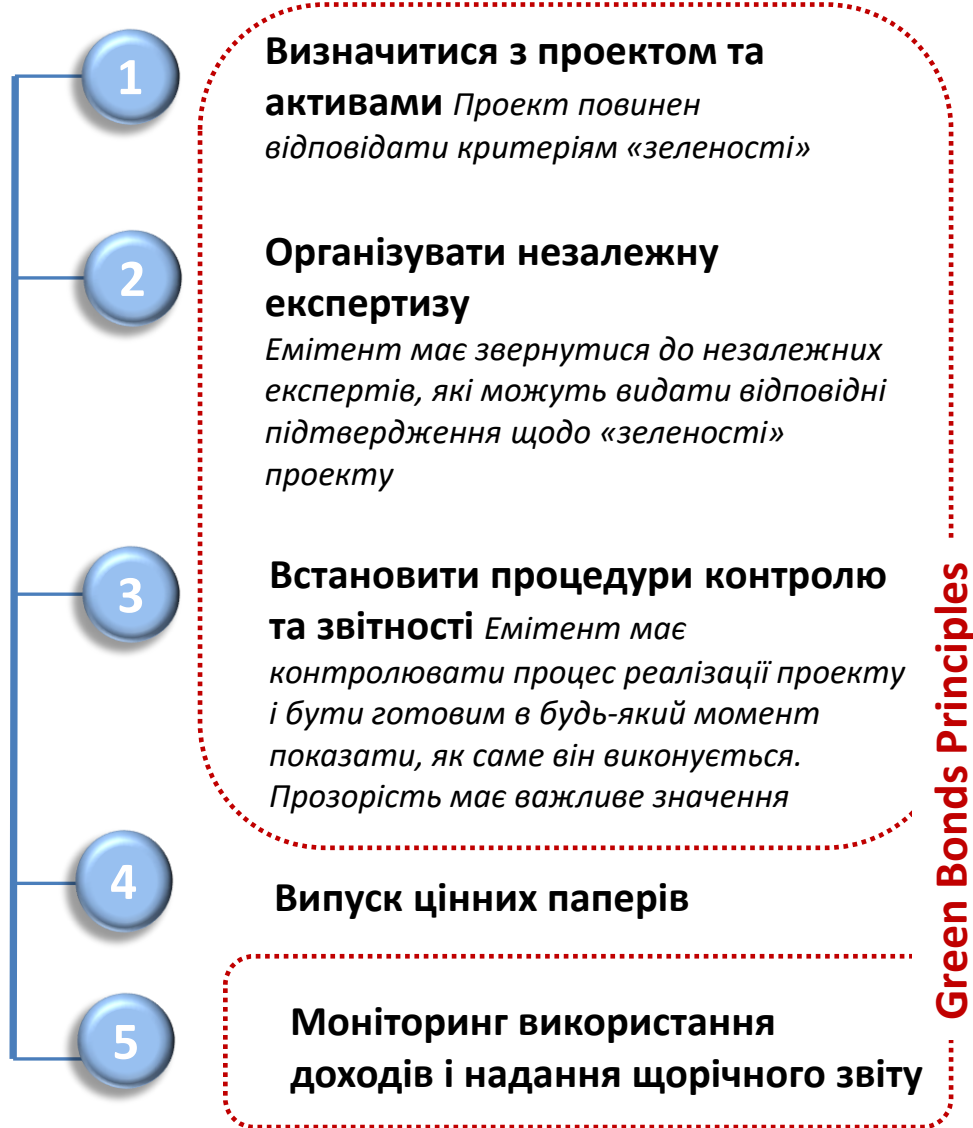 1
Визначитися з проектом та
активами Проект повинен
відповідати критеріям «зеленості»
2
Організувати незалежну
експертизу
Емітент має звернутися до незалежних
експертів, які можуть видати відповідні
підтвердження щодо «зеленості»
проекту
3
Встановити процедури контролю
та звітності Емітент має
контролювати процес реалізації проекту
і бути готовим в будь-який момент
показати, як саме він виконується.
Прозорість має важливе значення
4
Випуск цінних паперів
5
Моніторинг використання
доходів і надання щорічного звіту
Green Bonds Principles